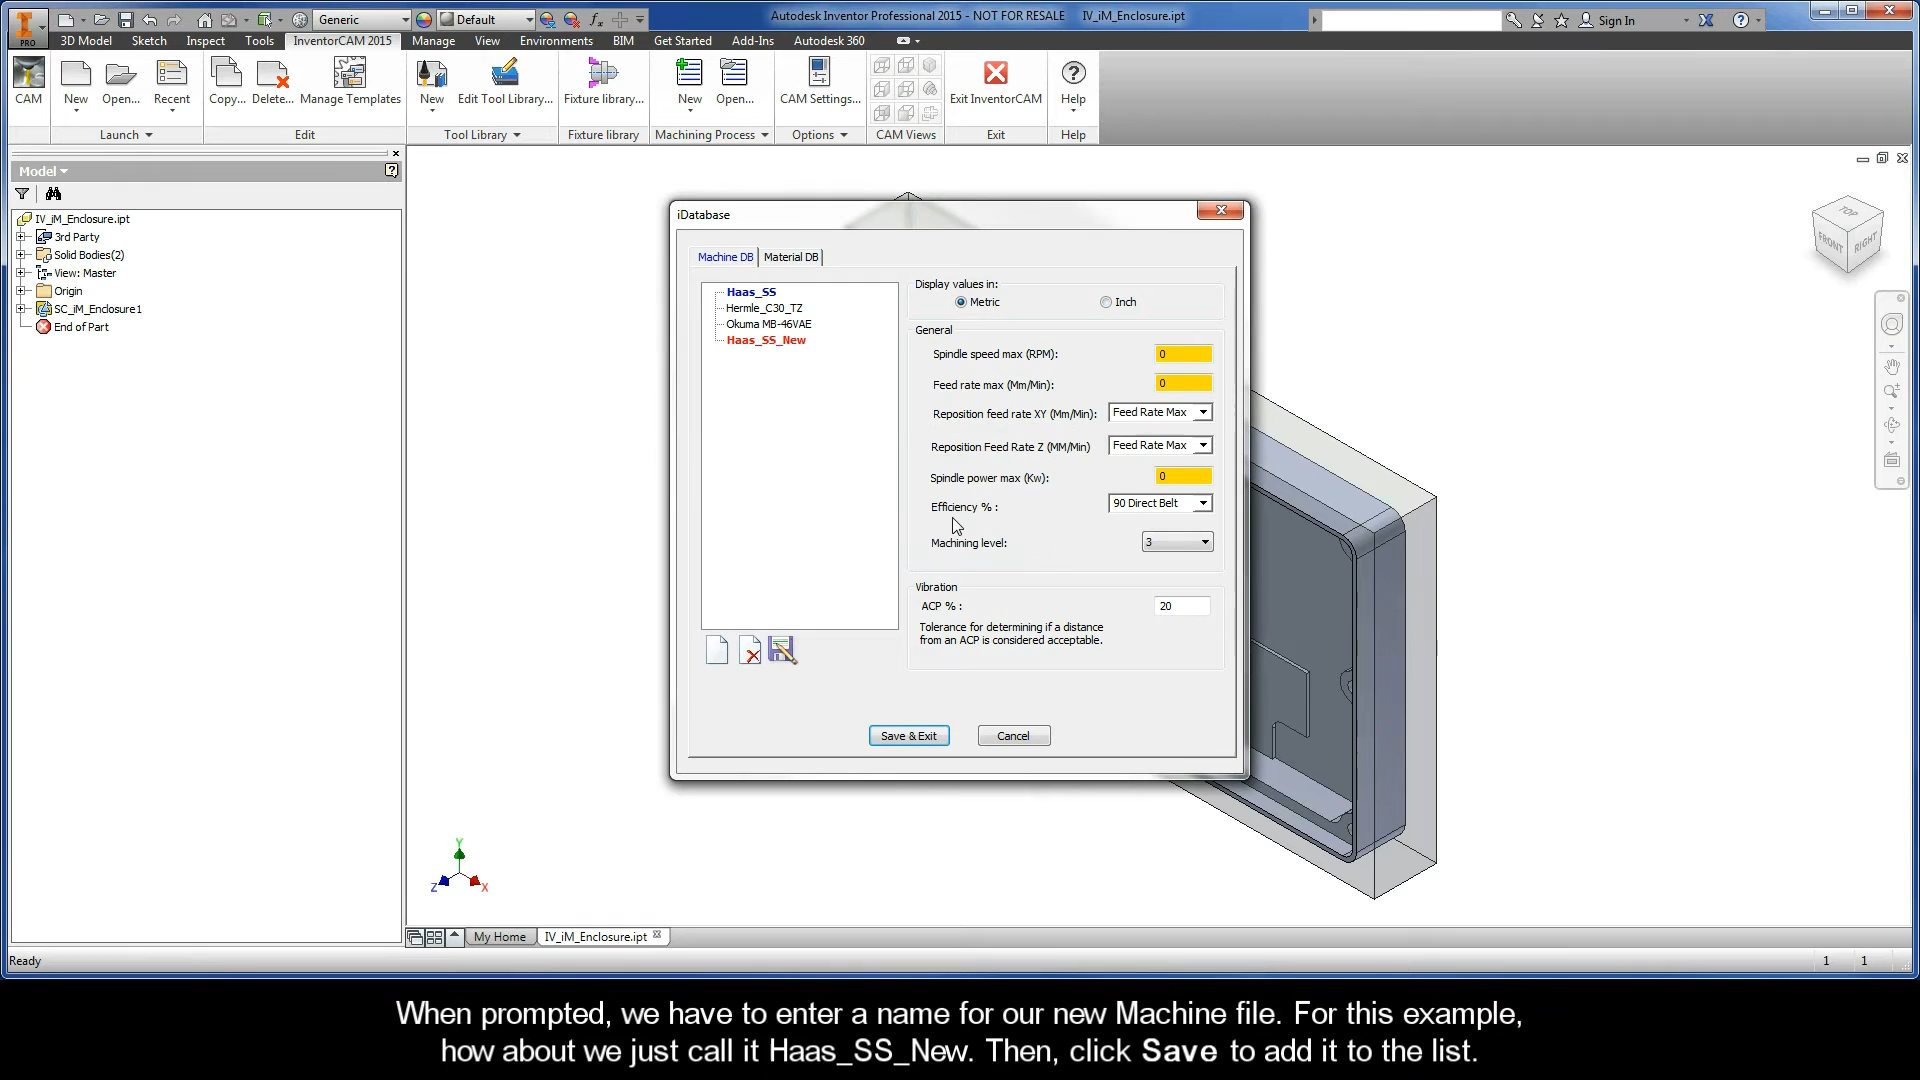 Generic
Default
Autodesk Inventor Professional 2015 - NOT FOR RESALE IV_iM_Enclosure.ipt
Sign In
PRO
3D Model Sketch Inspect Tools InventorCAM 2015 Manage View Environments BIM Get Started Add-Ins Autodesk 360
CAM New Open... Recent Copy... Delete... Manage Templates New Edit Tool Library... Fixture library... New Open... CAM Settings... Exit InventorCAM Help
Launch Edit Tool Library Fixture library Machining Process Options CAM Views Exit Help
Model
IV_iM_Enclosure.ipt
3rd Party
Solid Bodies(2)
View: Master
Origin
SC_iM_Enclosure1
End of Part
TOP
FRONT
RIGHT
iDatabase
Machine DB Material DB
Haas_SS
Hermle_C30_TZ
Okuma MB-46VAE
Haas_SS_New
Display values in:
Metric Inch
General
Spindle speed max (RPM): 0
Feed rate max (Mm/Min): 0
Reposition feed rate XY (Mm/Min): Feed Rate Max
Reposition Feed Rate Z (MM/Min) Feed Rate Max
Spindle power max (Kw): 0
Efficiency % : 90 Direct Belt
Machining level: 3
Vibration
ACP % : 20
Tolerance for determining if a distance
from an ACP is considered acceptable.
Save & Exit Cancel
Y
Z
X
My Home IV_iM_Enclosure.ipt
Ready 1 1
When prompted, we have to enter a name for our new Machine file. For this example,
how about we just call it Haas_SS_New. Then, click Save to add it to the list.